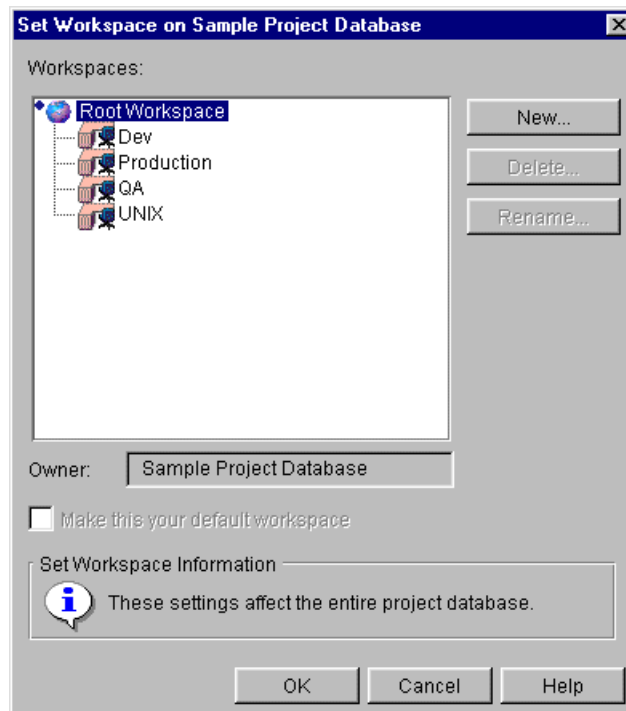 Set Workspace on Sample Project Database
Workspaces:
Root Workspace
Dev
Production
QA
UNIX
New...
Delete...
Rename...
Owner:
Sample Project Database
Make this your default workspace
Set Workspace Information
These settings affect the entire project database.
OK
Cancel
Help